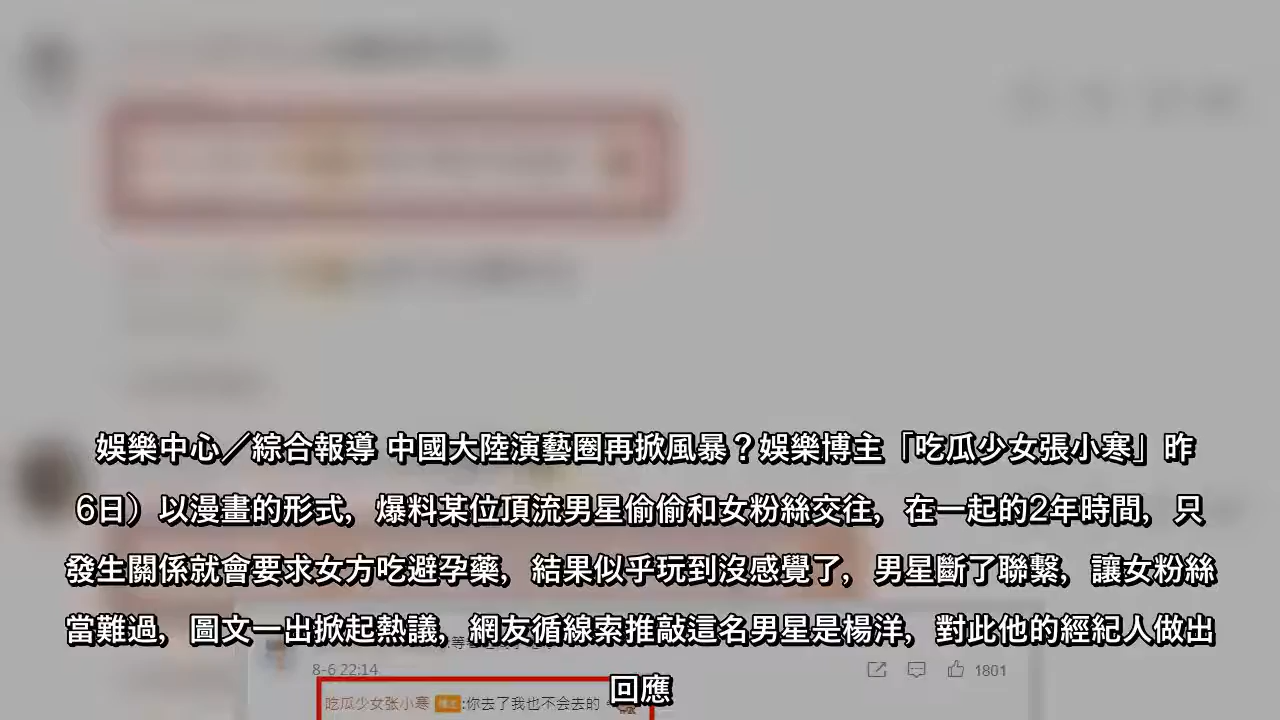 娛樂中心／綜合報導 中國大陸演藝圈再掀風暴？娛樂博主「吃瓜少女張小寒」昨
6日）以漫畫的形式，爆料某位頂流男星偷偷和女粉絲交往，在一起的2年時間，只
發生關係就會要求女方吃避孕藥，結果似乎玩到沒感覺了，男星斷了聯繫，讓女粉絲
當難過，圖文一出掀起熱議，網友循線索推敲這名男星是楊洋，對此他的經紀人做出
回應
8-6 22:14
1801
吃瓜少女张小寒 :你去了我也不会去的